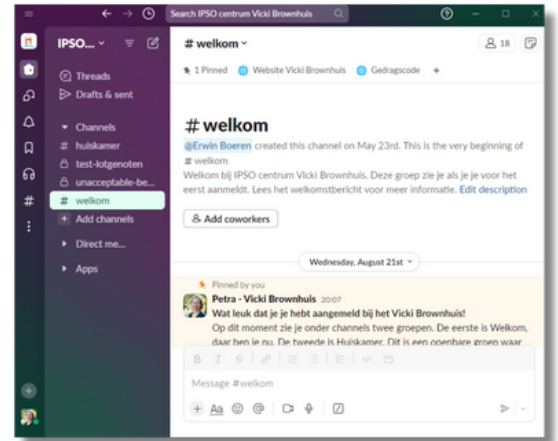 Search IPSO centrum Vicki Brownhuis
IPSO...
Threads
Drafts & sent
Channels
# huiskamer
test-lotgenoten
unacceptable-be...
# welkom
+ Add channels
Direct me...
Apps
# welkom
18
1 Pinned Website Vicki Brownhuis Gedragscode +
# welkom
@Erwin Boeren created this channel on May 23rd. This is the very beginning of
# welkom
Welkom bij IPSO centrum Vicki Brownhuis. Deze groep zie je als je je voor het
eerst aanmeldt. Lees het welkomstbericht voor meer informatie. Edit description
Add coworkers
Wednesday, August 21st
Pinned by you
Petra - Vicki Brownhuis 20:07
Wat leuk dat je je hebt aangemeld bij het Vicki Brownhuis!
Op dit moment zie je onder channels twee groepen. De eerste is Welkom,
daar ben je nu. De tweede is Huiskamer. Dit is een openbare groep waar
B I S
Message #welkom
+ Aa @